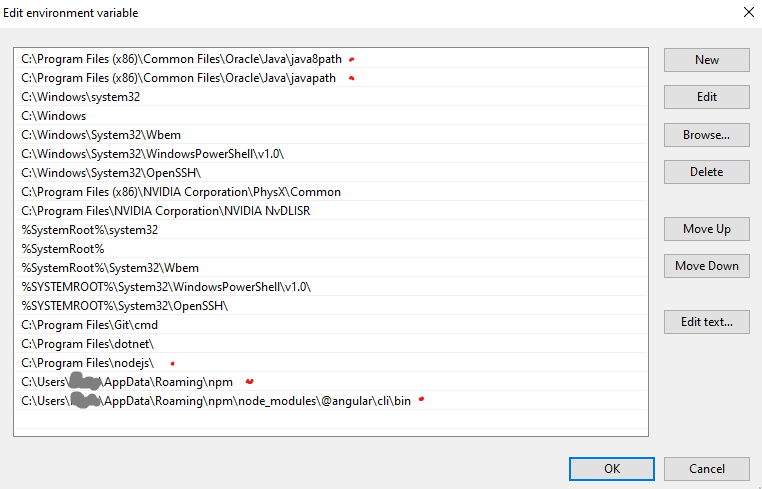 Edit environment variable
C:\Program Files (x86)\Common Files\Oracle\Java\java8path
C:\Program Files (x86)\Common Files\Oracle\Java\javapath
C:\Windows\system32
C:\Windows
C:\Windows\System32\Wbem
C:\Windows\System32\WindowsPowerShell\v1.0\
C:\Windows\System32\OpenSSH\
C:\Program Files (x86)\NVIDIA Corporation\PhysX\Common
C:\Program Files\NVIDIA Corporation\NVIDIA NvDLISR
%SystemRoot%\system32
%SystemRoot%
%SystemRoot%\System32\Wbem
%SYSTEMROOT%\System32\WindowsPowerShell\v1.0\
%SYSTEMROOT%\System32\OpenSSH\
C:\Program Files\Git\cmd
C:\Program Files\dotnet\
C:\Program Files\nodejs\
C:\Users\ \AppData\Roaming\npm
C:\Users\ \AppData\Roaming\npm\node_modules\@angular\cli\bin
New
Edit
Browse...
Delete
Move Up
Move Down
Edit text...
OK
Cancel